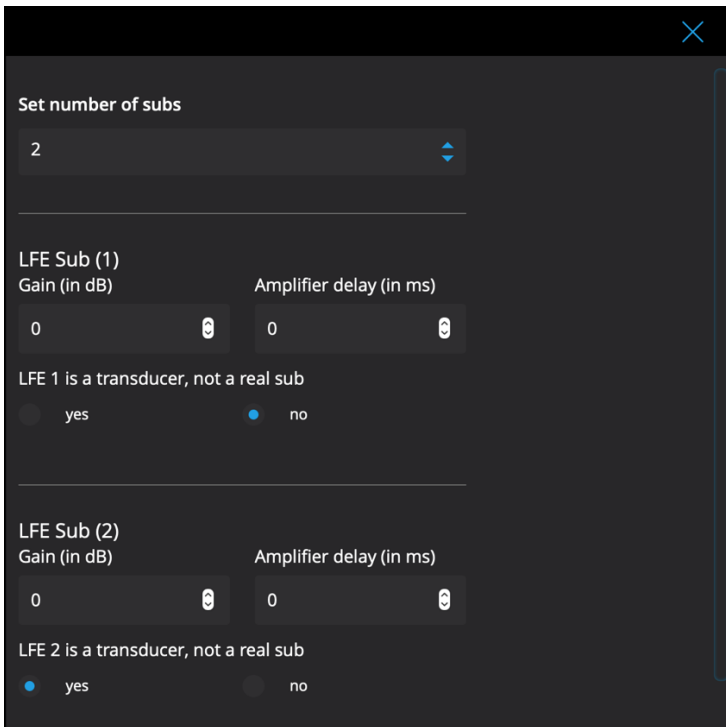 Set number of subs
2
LFE Sub (1)
Gain (in dB) Amplifier delay (in ms)
0 0
LFE 1 is a transducer, not a real sub
yes no
LFE Sub (2)
Gain (in dB) Amplifier delay (in ms)
0 0
LFE 2 is a transducer, not a real sub
yes no